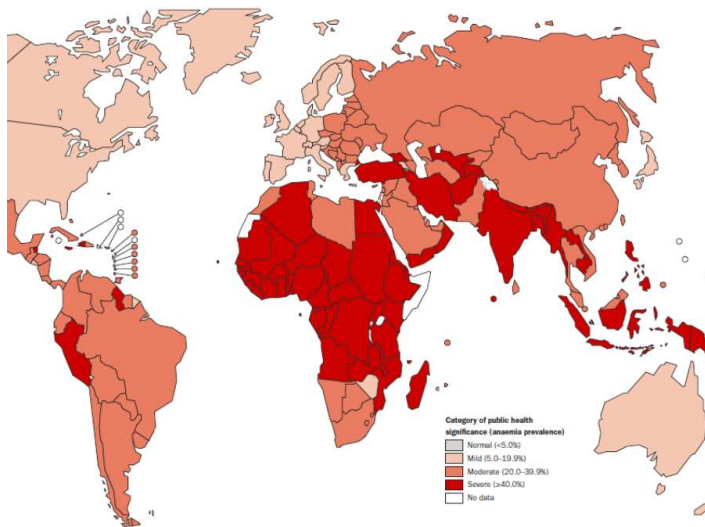 Category of public health
significance (anaemia prevalence)
Normal (<5.0%)
Mild (5.0–19.9%)
Moderate (20.0–39.9%)
Severe (≥40.0%)
No data